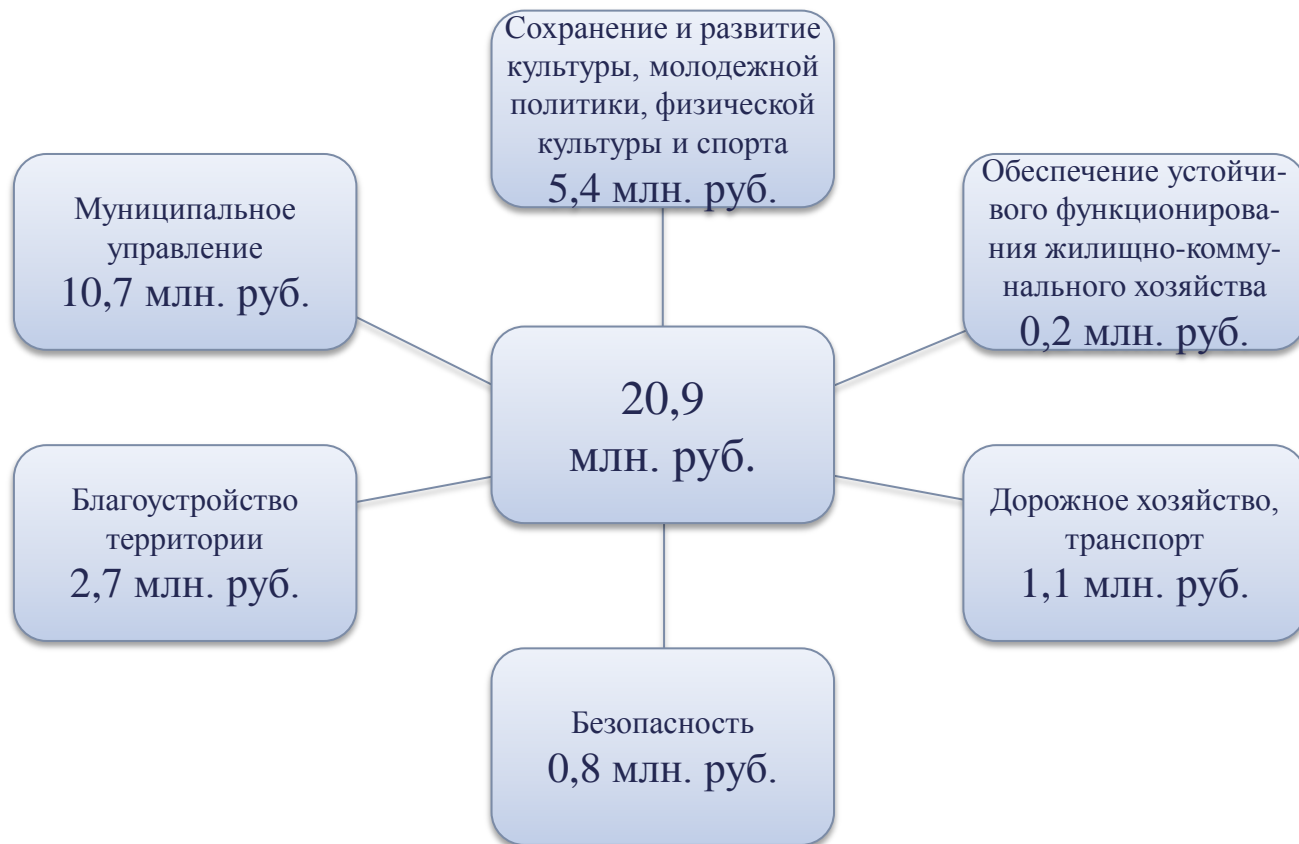 Сохранение и развитие
культуры, молодежной
политики, физической
культуры и спорта
5,4 млн. руб.
Муниципальное
управление
10,7 млн. руб.
Обеспечение устойчи-
вого функционирова-
ния жилищно-комму-
нального хозяйства
0,2 млн. руб.
20,9
млн. руб.
Благоустройство
территории
2,7 млн. руб.
Дорожное хозяйство,
транспорт
1,1 млн. руб.
Безопасность
0,8 млн. руб.